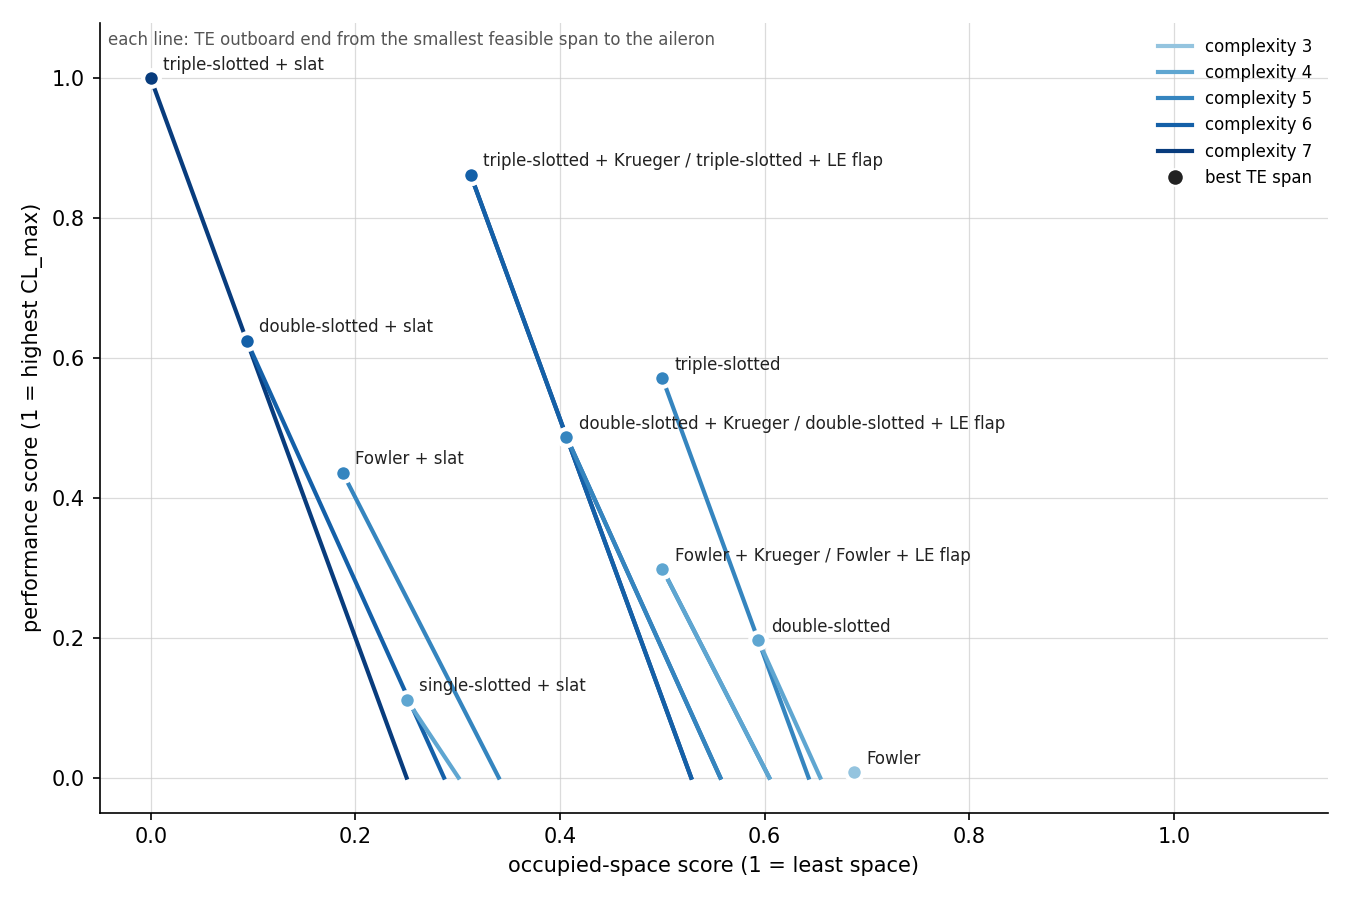 each line: TE outboard end from the smallest feasible span to the aileron
triple-slotted + slat
triple-slotted + Krueger / triple-slotted + LE flap
double-slotted + slat
triple-slotted
double-slotted + Krueger / double-slotted + LE flap
Fowler + slat
Fowler + Krueger / Fowler + LE flap
double-slotted
single-slotted + slat
Fowler
complexity 3
complexity 4
complexity 5
complexity 6
complexity 7
best TE span
performance score (1 = highest CL_max)
1.0
0.8
0.6
0.4
0.2
0.0
0.0 0.2 0.4 0.6 0.8 1.0
occupied-space score (1 = least space)